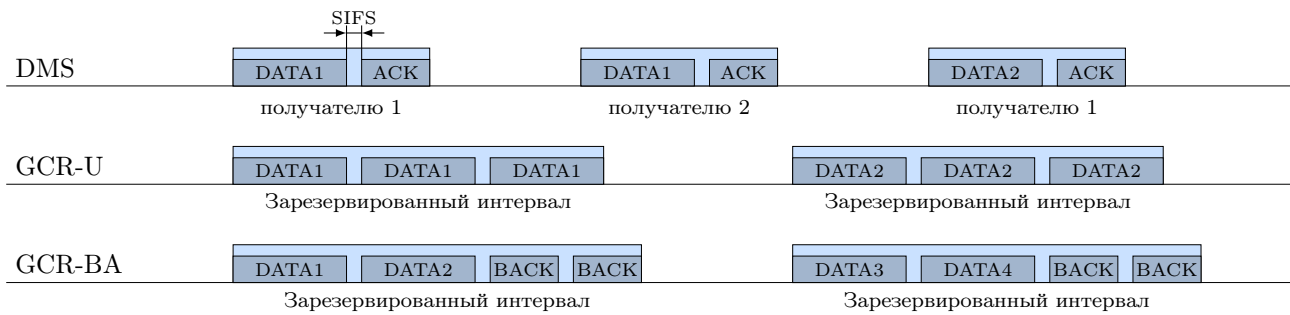 SIFS
DMS DATA1 ACK DATA1 ACK DATA2 ACK
получателю 1 получателю 2 получателю 1
GCR-U DATA1 DATA1 DATA1 DATA2 DATA2 DATA2
Зарезервированный интервал Зарезервированный интервал
GCR-BA DATA1 DATA2 BACK BACK DATA3 DATA4 BACK BACK
Зарезервированный интервал Зарезервированный интервал